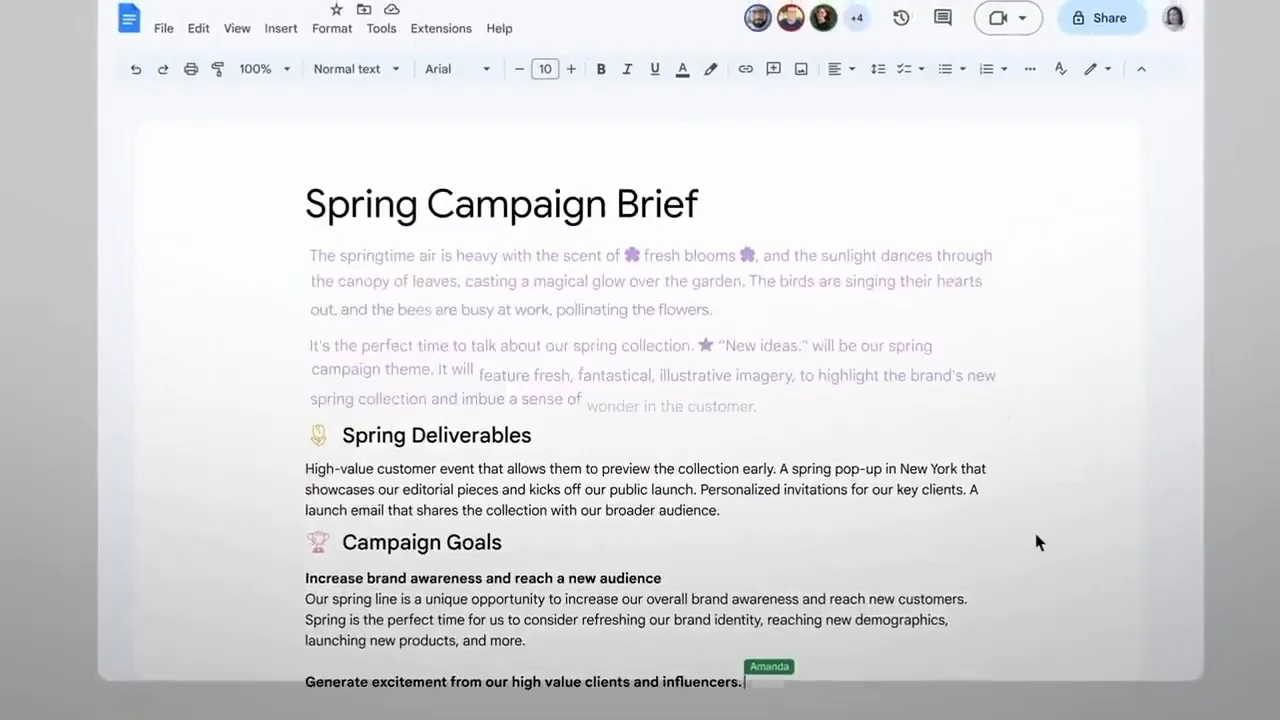 File Edit View Insert Format Tools Extensions Help
+4
Share
100% Normal text Arial 10
Spring Campaign Brief
The springtime air is heavy with the scent of fresh blooms, and the sunlight dances through
the canopy of leaves, casting a magical glow over the garden. The birds are singing their hearts
out, and the bees are busy at work, pollinating the flowers.
It's the perfect time to talk about our spring collection. “New ideas.” will be our spring
campaign theme. It will feature fresh, fantastical, illustrative imagery, to highlight the brand's new
spring collection and imbue a sense of wonder in the customer.
Spring Deliverables
High-value customer event that allows them to preview the collection early. A spring pop-up in New York that
showcases our editorial pieces and kicks off our public launch. Personalized invitations for our key clients. A
launch email that shares the collection with our broader audience.
Campaign Goals
Increase brand awareness and reach a new audience
Our spring line is a unique opportunity to increase our overall brand awareness and reach new customers.
Spring is the perfect time for us to consider refreshing our brand identity, reaching new demographics,
launching new products, and more.
Amanda
Generate excitement from our high value clients and influencers.